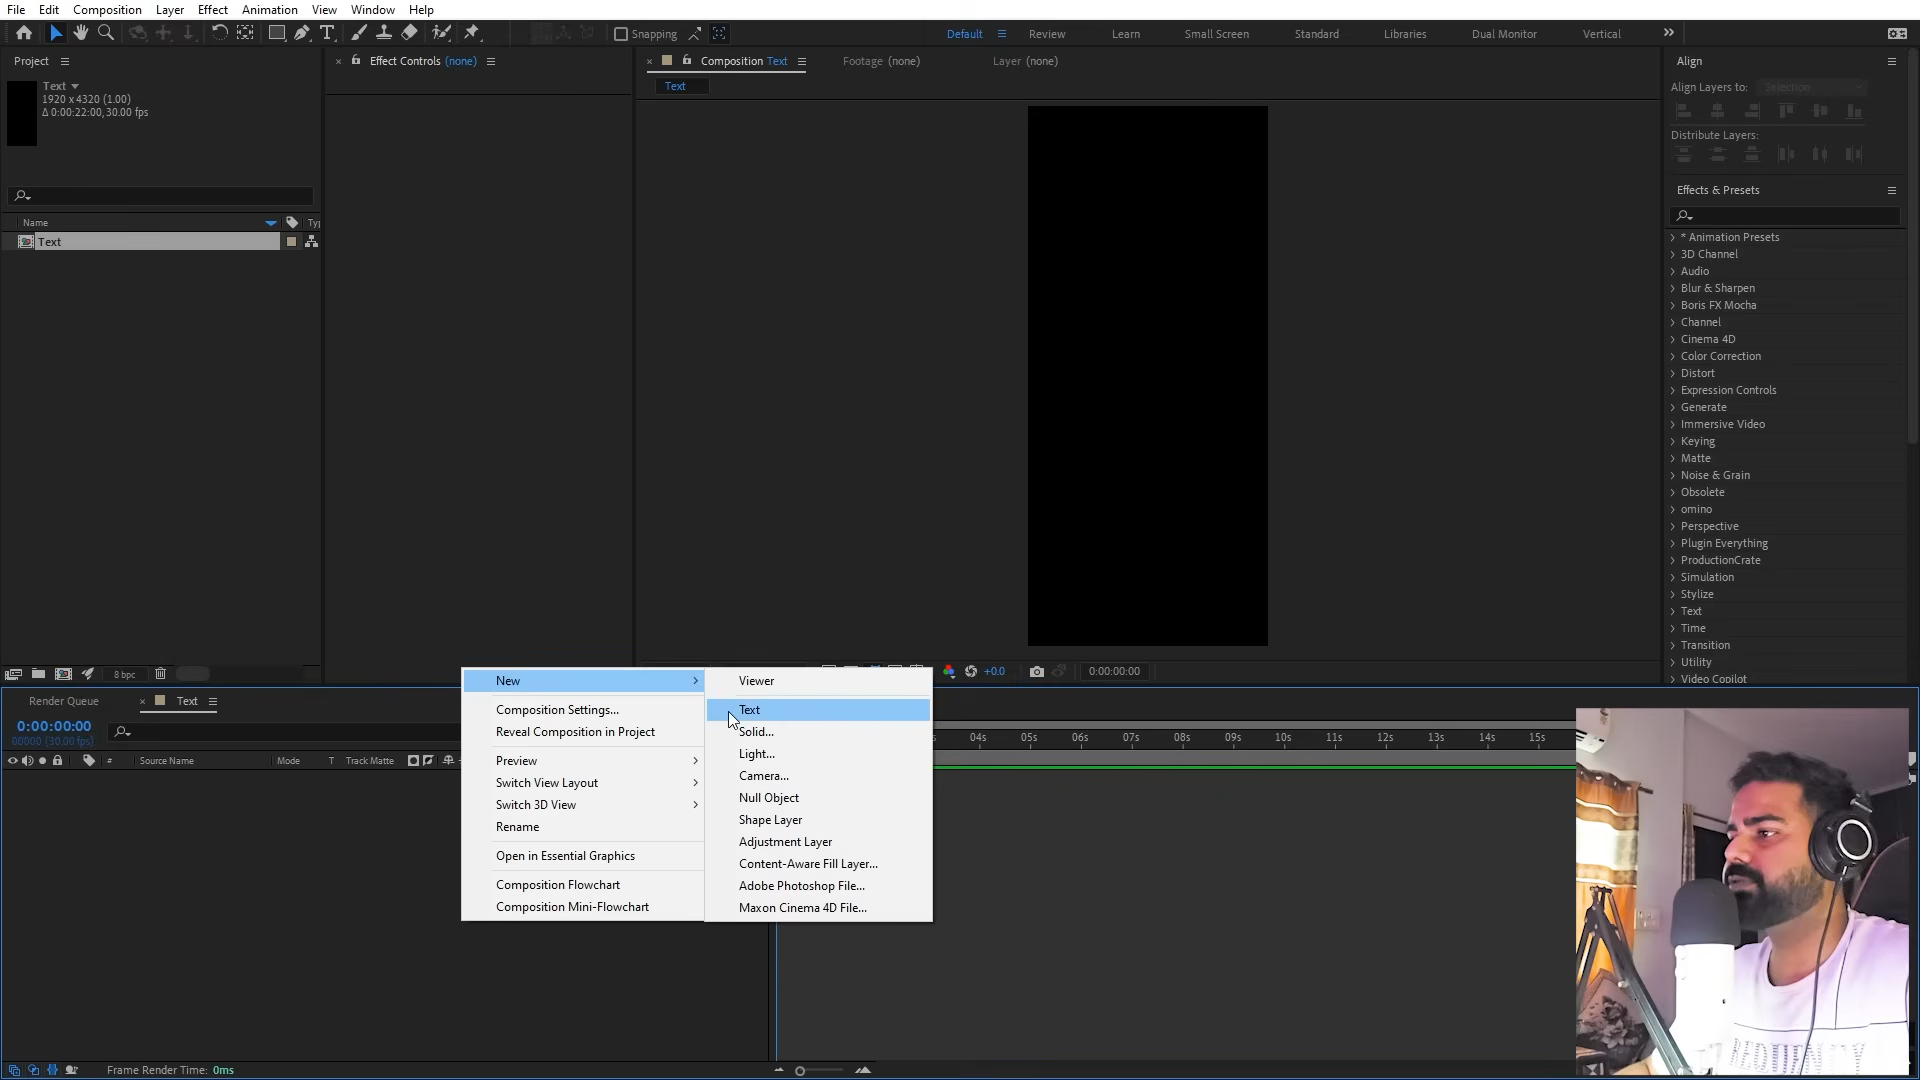 File Edit Composition Layer Effect Animation View Window Help
Snapping Default Review Learn Small Screen Standard Libraries Dual Monitor Vertical
Project
Text
1920 x 4320 (1.00)
Δ 0:00:22:00, 30.00 fps
Name
Text
8 bpc
Effect Controls (none)
Composition Text
Footage (none)
Layer (none)
Text
+0.0
0:00:00:00
Align
Align Layers to: Selection
Distribute Layers:
Effects & Presets
* Animation Presets
3D Channel
Audio
Blur & Sharpen
Boris FX Mocha
Channel
Cinema 4D
Color Correction
Distort
Expression Controls
Generate
Immersive Video
Keying
Matte
Noise & Grain
Obsolete
omino
Perspective
Plugin Everything
ProductionCrate
Simulation
Stylize
Text
Time
Transition
Utility
Video Copilot
Render Queue
Text
0:00:00:00
00000 (30.00 fps)
# Source Name Mode T Track Matte
New
Composition Settings...
Reveal Composition in Project
Preview
Switch View Layout
Switch 3D View
Rename
Open in Essential Graphics
Composition Flowchart
Composition Mini-Flowchart
Viewer
Text
Solid...
Light...
Camera...
Null Object
Shape Layer
Adjustment Layer
Content-Aware Fill Layer...
Adobe Photoshop File...
Maxon Cinema 4D File...
04s 05s 06s 07s 08s 09s 10s 11s 12s 13s 14s 15s
Frame Render Time: 0ms